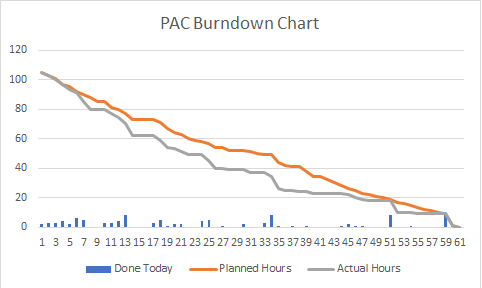 PAC Burndown Chart
120
100
80
60
40
20
0
1 3 5 7 9 11 13 15 17 19 21 23 25 27 29 31 33 35 37 39 41 43 45 47 49 51 53 55 57 59 61
Done Today Planned Hours Actual Hours